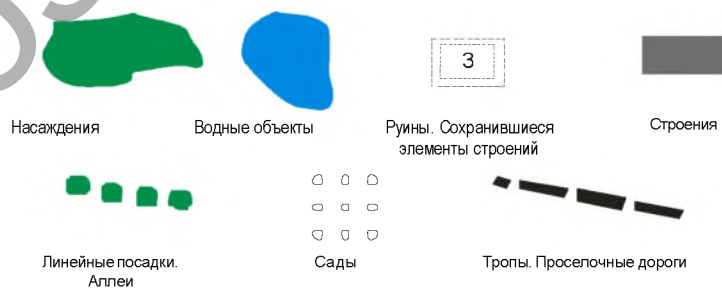 3
Насаждения
Водные объекты
Руины. Сохранившиеся
элементы строений
Строения
Линейные посадки.
Аллеи
Сады
Тропы. Проселочные дороги